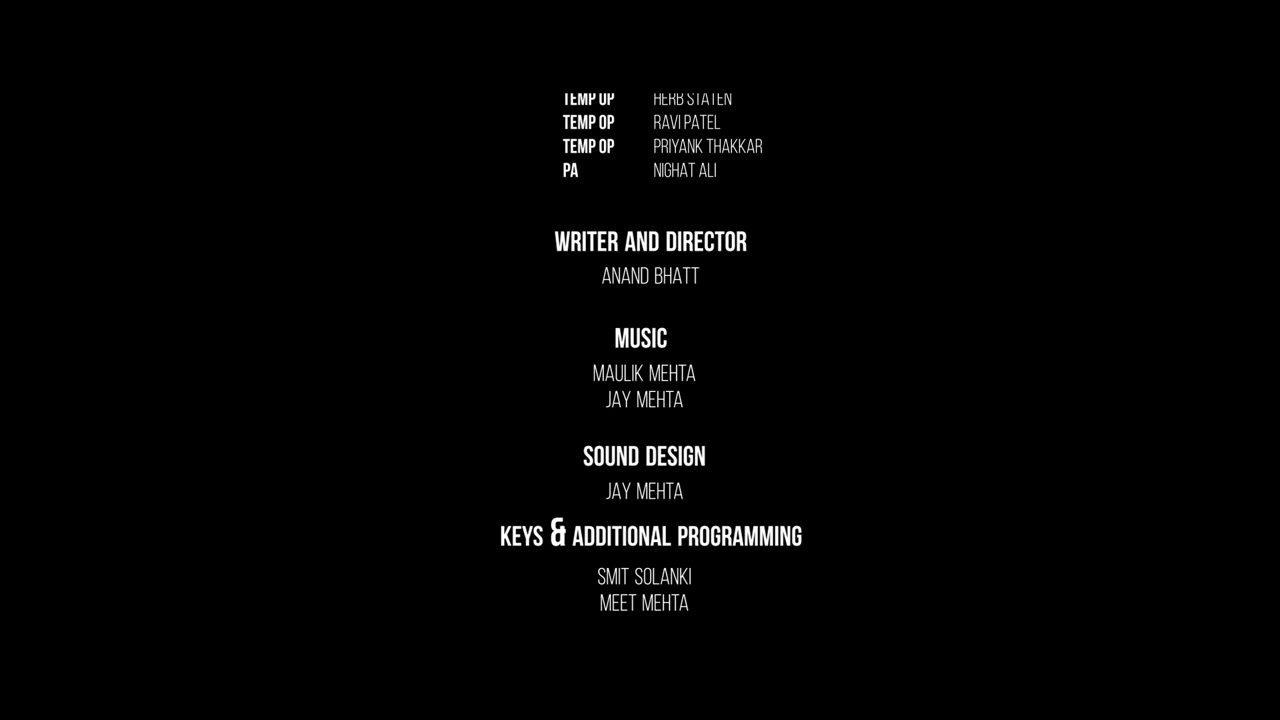 TEMP OP HERB STATEN
TEMP OP RAVI PATEL
TEMP OP PRIYANK THAKKAR
PA NIGHAT ALI
WRITER AND DIRECTOR
ANAND BHATT
MUSIC
MAULIK MEHTA
JAY MEHTA
SOUND DESIGN
JAY MEHTA
KEYS & ADDITIONAL PROGRAMMING
SMIT SOLANKI
MEET MEHTA